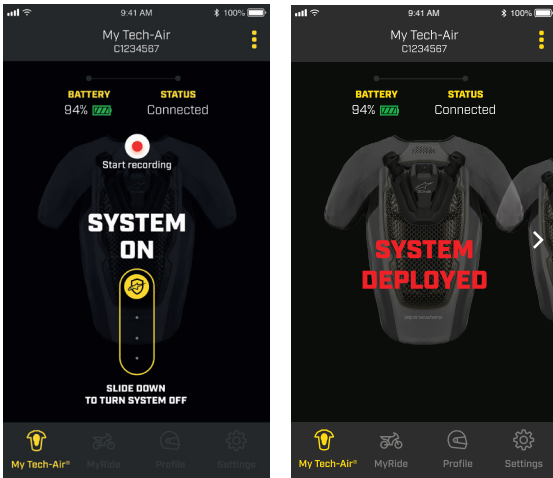 9:41 AM
100%
My Tech-Air
C1234567
BATTERY
STATUS
94%
Connected
Start recording
SYSTEM
ON
SLIDE DOWN
TO TURN SYSTEM OFF
My Tech-Air®
MyRide
Profile
Settings
9:41 AM
100%
My Tech-Air
C1234567
BATTERY
STATUS
94%
Connected
SYSTEM
DEPLOYED
alpinestars
My Tech-Air®
MyRide
Profile
Settings